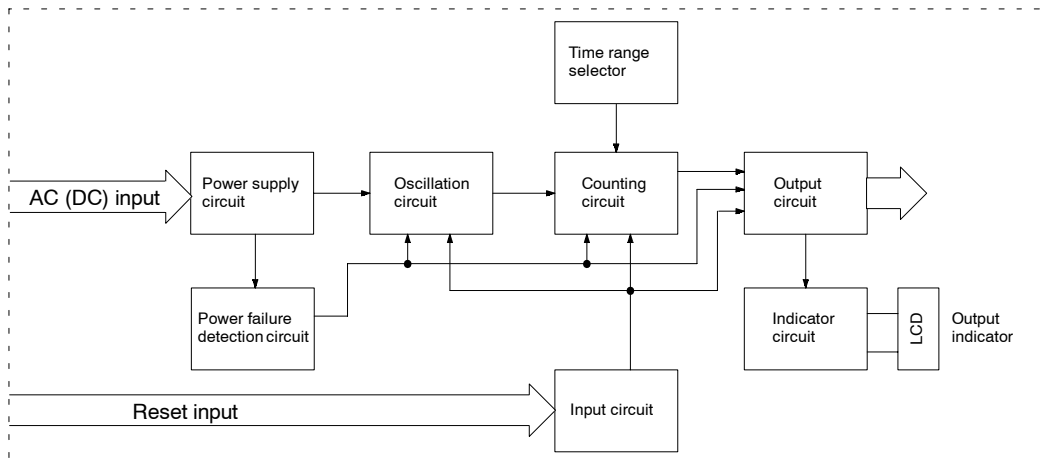 Time range
selector
AC (DC) input
Power supply
circuit
Oscillation
circuit
Counting
circuit
Output
circuit
Power failure
detection circuit
Indicator
circuit
LCD
Output
indicator
Reset input
Input circuit